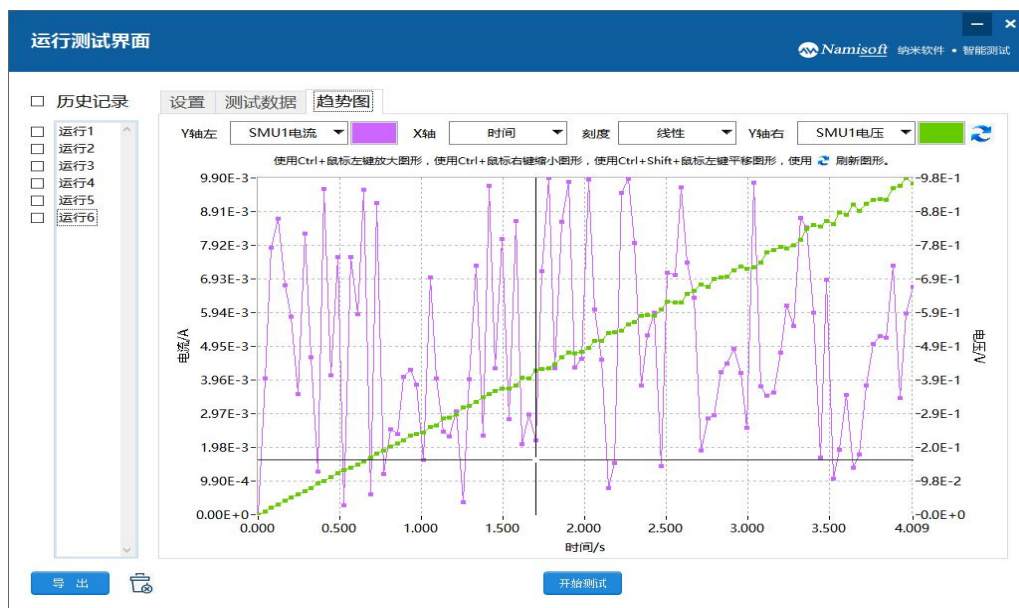 运行测试界面
Namisoft 纳米软件 • 智能测试
历史记录
运行1
运行2
运行3
运行4
运行5
运行6
设置 测试数据 趋势图
Y轴左 SMU1电流 X轴 时间 刻度 线性 Y轴右 SMU1电压
使用Ctrl+鼠标左键放大图形，使用Ctrl+鼠标右键缩小图形，使用Ctrl+Shift+鼠标左键平移图形，使用 刷新图形。
9.90E-3 9.8E-1
8.91E-3 8.8E-1
7.92E-3 7.8E-1
6.93E-3 6.9E-1
5.94E-3 5.9E-1
4.95E-3 4.9E-1
3.96E-3 3.9E-1
2.97E-3 2.9E-1
1.98E-3 2.0E-1
9.90E-4 9.8E-2
0.00E+0 0.0E+0
电流/A
电压/V
0.000 0.500 1.000 1.500 2.000 2.500 3.000 3.500 4.009
时间/s
导 出
开始测试